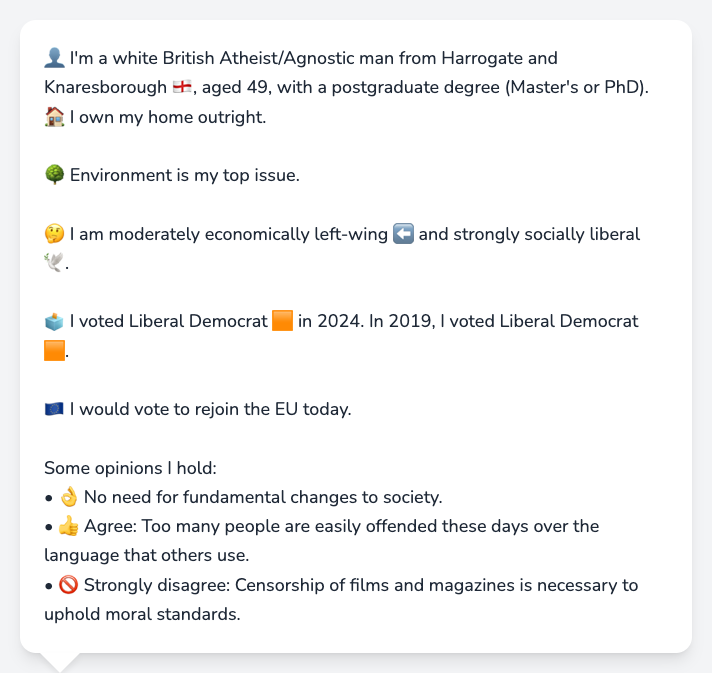 👤 I'm a white British Atheist/Agnostic man from Harrogate and
Knaresborough 🏴󠁧󠁢󠁥󠁮󠁧󠁿, aged 49, with a postgraduate degree (Master's or PhD).
🏠 I own my home outright.
🌳 Environment is my top issue.
🤔 I am moderately economically left-wing ⬅️ and strongly socially liberal
🕊️.
🗳️ I voted Liberal Democrat 🟧 in 2024. In 2019, I voted Liberal Democrat
🟧.
🇪🇺 I would vote to rejoin the EU today.
Some opinions I hold:
• 👌 No need for fundamental changes to society.
• 👍 Agree: Too many people are easily offended these days over the
language that others use.
• 🚫 Strongly disagree: Censorship of films and magazines is necessary to
uphold moral standards.